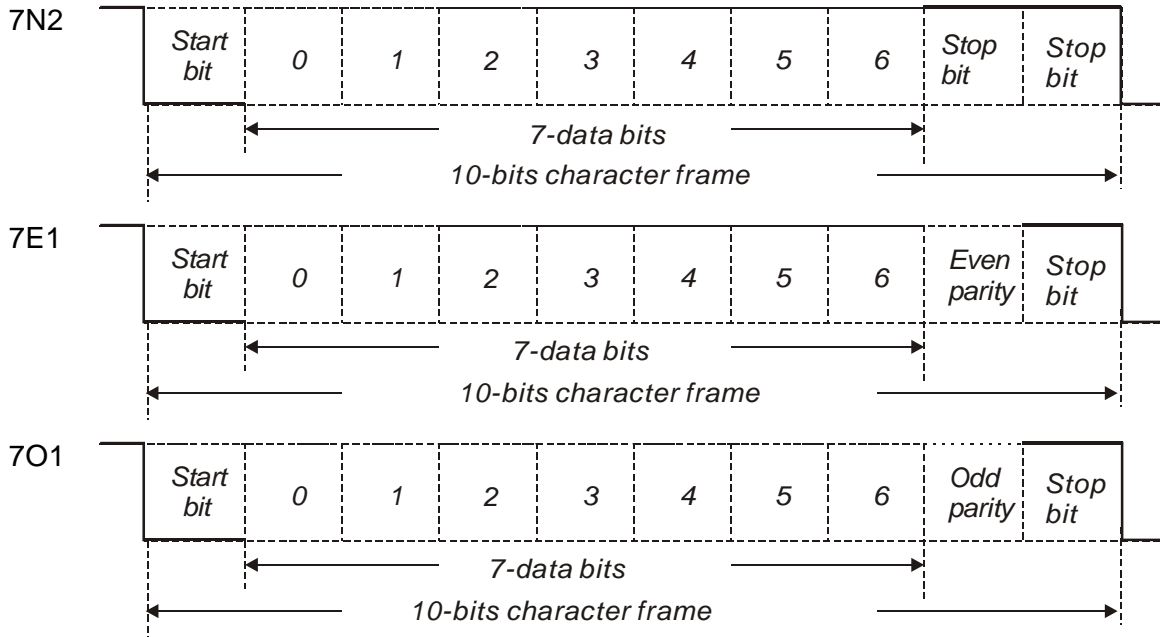 7N2
Start bit 0 1 2 3 4 5 6 Stop bit Stop bit
7-data bits
10-bits character frame
7E1
Start bit 0 1 2 3 4 5 6 Even parity Stop bit
7-data bits
10-bits character frame
7O1
Start bit 0 1 2 3 4 5 6 Odd parity Stop bit
7-data bits
10-bits character frame